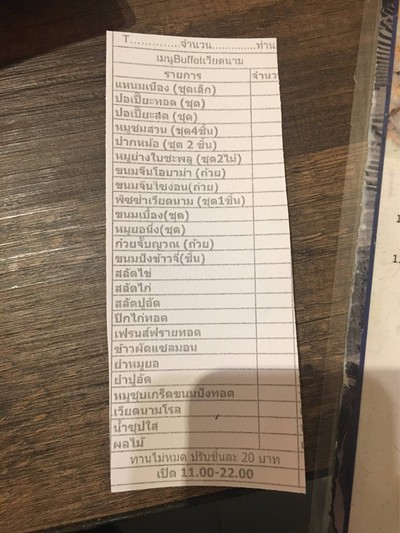 T..............จำนวน.............ท่าน
เมนูBuffetเวียดนาม
รายการ จำนว
แหนมเนือง (ชุดเล็ก)
ปอเปี๊ยะทอด (ชุด)
ปอเปี๊ยะสด (ชุด)
หมูชมสวน (ชุด4ชิ้น)
ปากหม้อ (ชุด 2 ชิ้น)
หมูย่างใบชะพลู (ชุด2ไม้)
ขนมจีนโอบาม่า (ถ้วย)
ขนมจีนไซ่ง่อน(ถ้วย)
พิซซ่าเวียดนาม (ชุด1ชิ้น)
ขนมเบื้อง(ชุด)
หมูยอนึ่ง(ชุด)
ก๋วยจั๊บญวณ (ถ้วย)
ขนมปังข้าวจี่(ชิ้น)
สลัดไข่
สลัดไก่
สลัดปูอัด
ปีกไก่ทอด
เฟรนส์ฟรายทอด
ข้าวผัดแซลมอน
ยำหมูยอ
ยำปูอัด
หมูชุบเกร็ดขนมปังทอด
เวียดนามโรล
น้ำซุปใส
ผลไม้
ทานไม่หมด ปรับชิ้นละ 20 บาท
เปิด 11.00-22.00